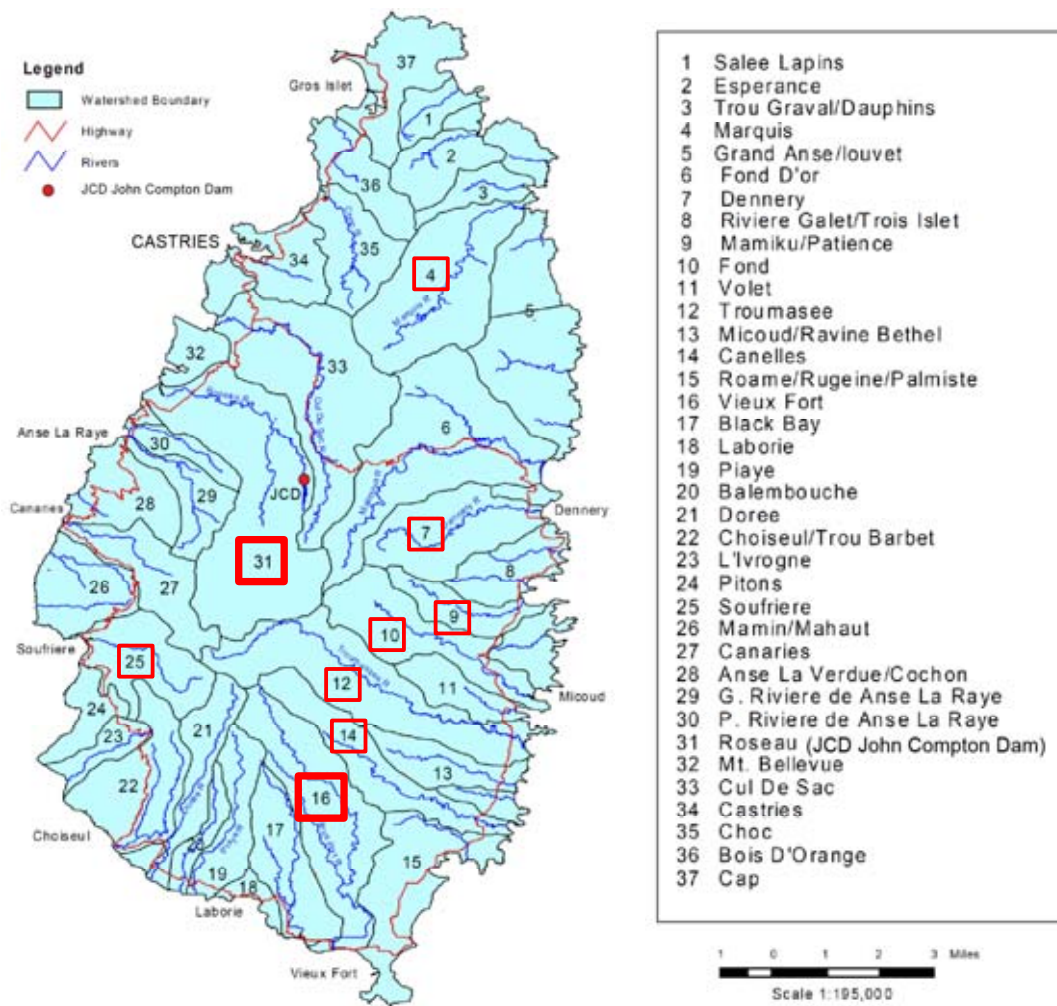 Legend
Watershed Boundary
Highway
Rivers
JCD John Compton Dam
Gros Islet
CASTRIES
Anse La Raye
Canaries
Soufriere
Choiseul
Laborie
Vieux Fort
Micoud
Dennery
JCD
37
1
2
36
3
35
34
4
5
Marquis R
32
33
6
30
29
28
7
31
8
27
26
9
10
25
12
11
24
21
14
23
13
22
16
17
15
19
18
1 Salee Lapins
2 Esperance
3 Trou Graval/Dauphins
4 Marquis
5 Grand Anse/louvet
6 Fond D'or
7 Dennery
8 Riviere Galet/Trois Islet
9 Mamiku/Patience
10 Fond
11 Volet
12 Troumasee
13 Micoud/Ravine Bethel
14 Canelles
15 Roame/Rugeine/Palmiste
16 Vieux Fort
17 Black Bay
18 Laborie
19 Piaye
20 Balembouche
21 Doree
22 Choiseul/Trou Barbet
23 L'Ivrogne
24 Pitons
25 Soufriere
26 Mamin/Mahaut
27 Canaries
28 Anse La Verdue/Cochon
29 G. Riviere de Anse La Raye
30 P. Riviere de Anse La Raye
31 Roseau (JCD John Compton Dam)
32 Mt. Bellevue
33 Cul De Sac
34 Castries
35 Choc
36 Bois D'Orange
37 Cap
1 0 1 2 3 Miles
Scale 1:195,000